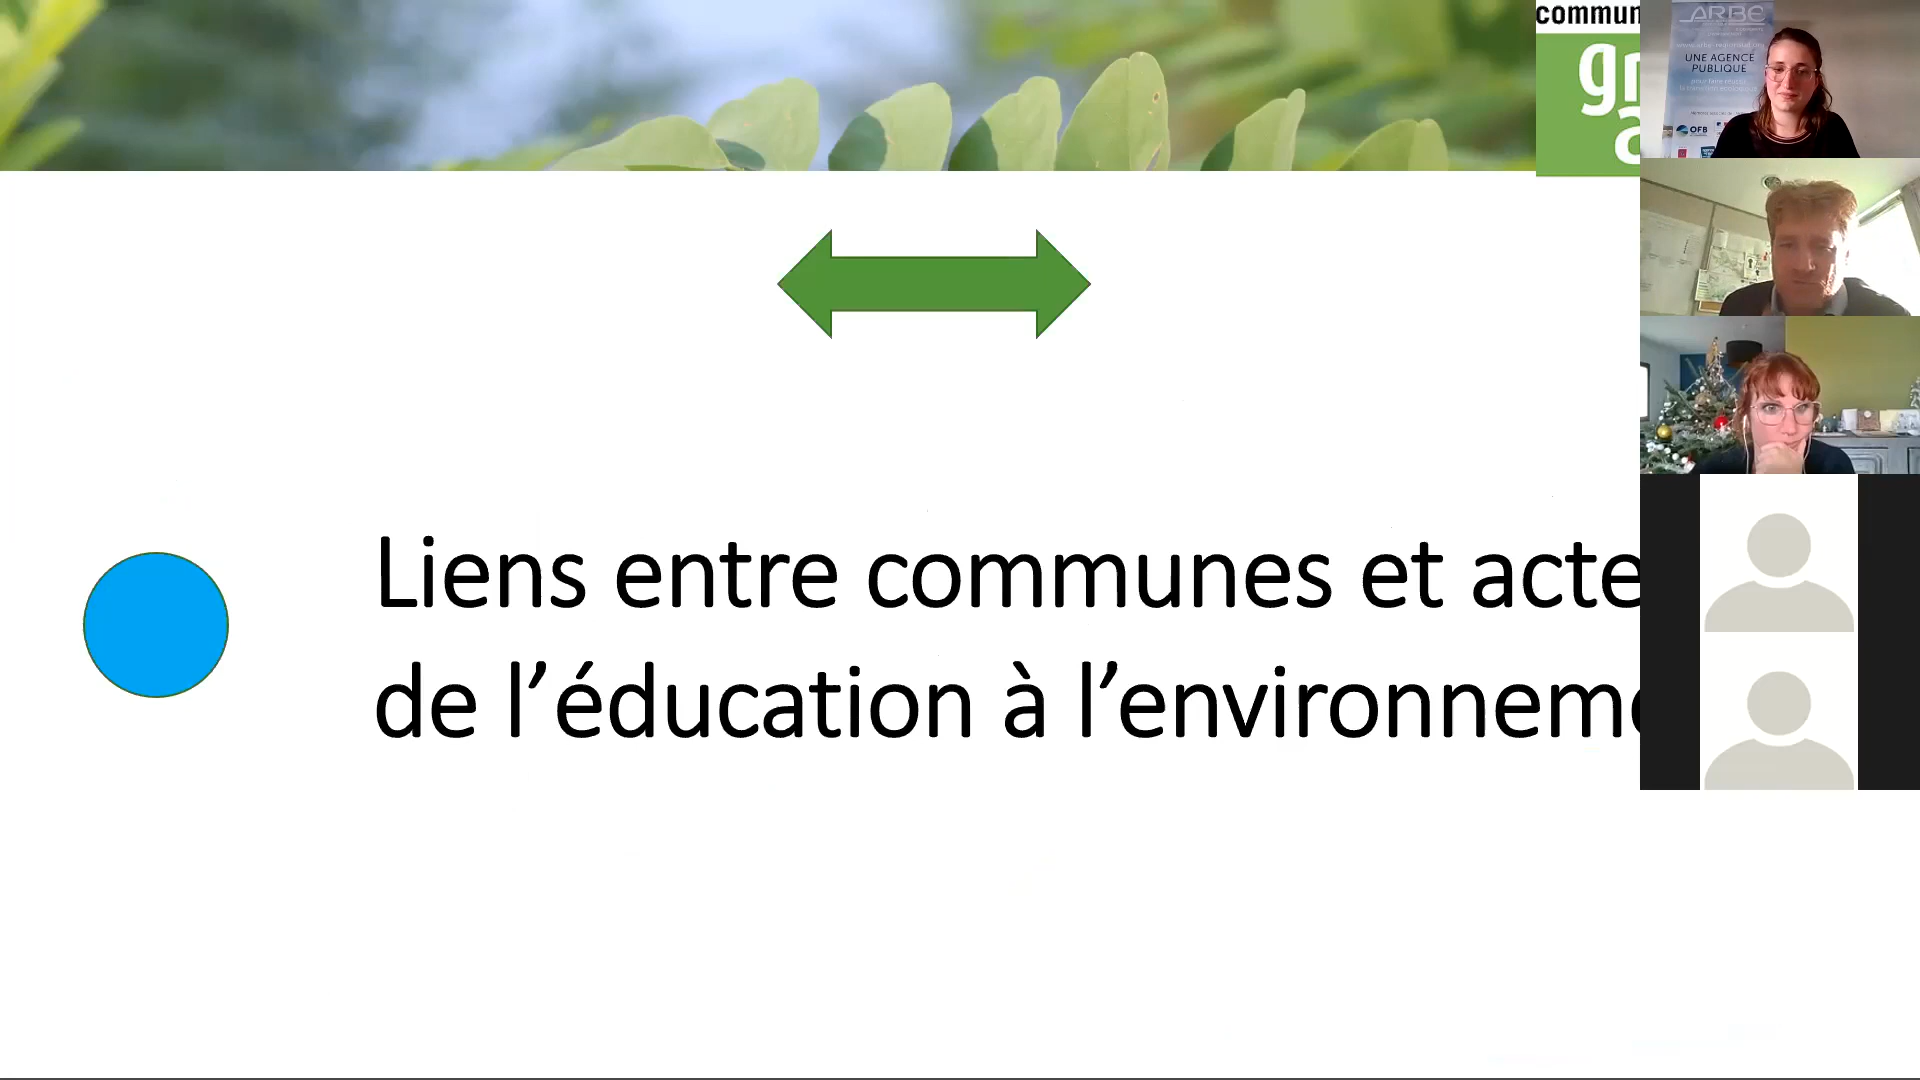 commun
gr
a
ARBE
UNE AGENCE
PUBLIQUE
OFB
Liens entre communes et acte
de l’éducation à l’environneme